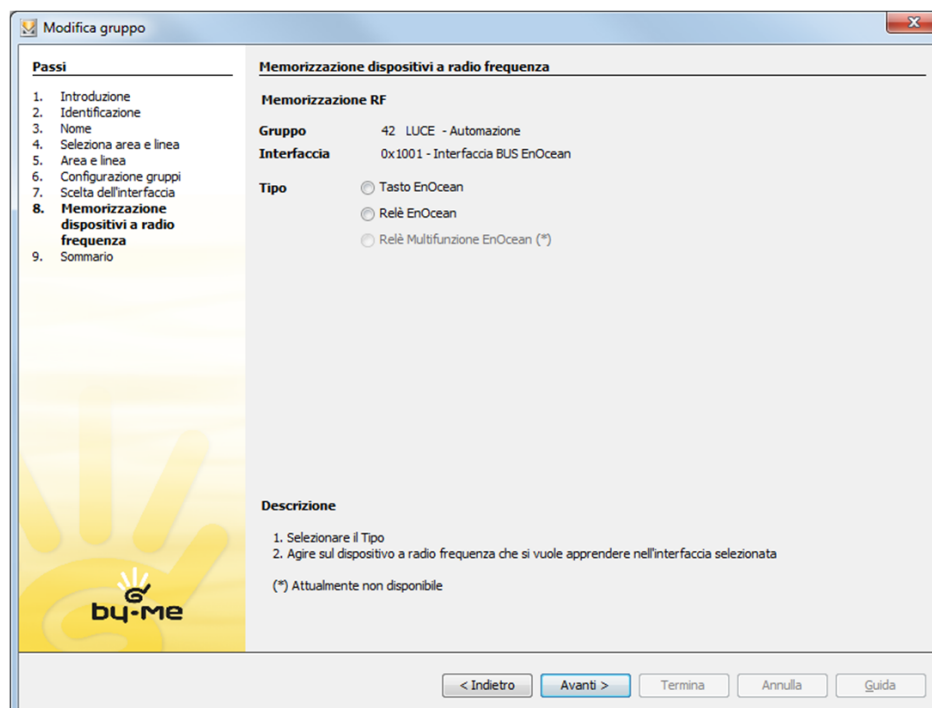 Modifica gruppo
Passi
1. Introduzione
2. Identificazione
3. Nome
4. Seleziona area e linea
5. Area e linea
6. Configurazione gruppi
7. Scelta dell'interfaccia
8. Memorizzazione
dispositivi a radio
frequenza
9. Sommario
by-me
Memorizzazione dispositivi a radio frequenza
Memorizzazione RF
Gruppo 42 LUCE - Automazione
Interfaccia 0x1001 - Interfaccia BUS EnOcean
Tipo Tasto EnOcean
Relè EnOcean
Relè Multifunzione EnOcean (*)
Descrizione
1. Selezionare il Tipo
2. Agire sul dispositivo a radio frequenza che si vuole apprendere nell'interfaccia selezionata
(*) Attualmente non disponibile
< Indietro Avanti > Termina Annulla Guida